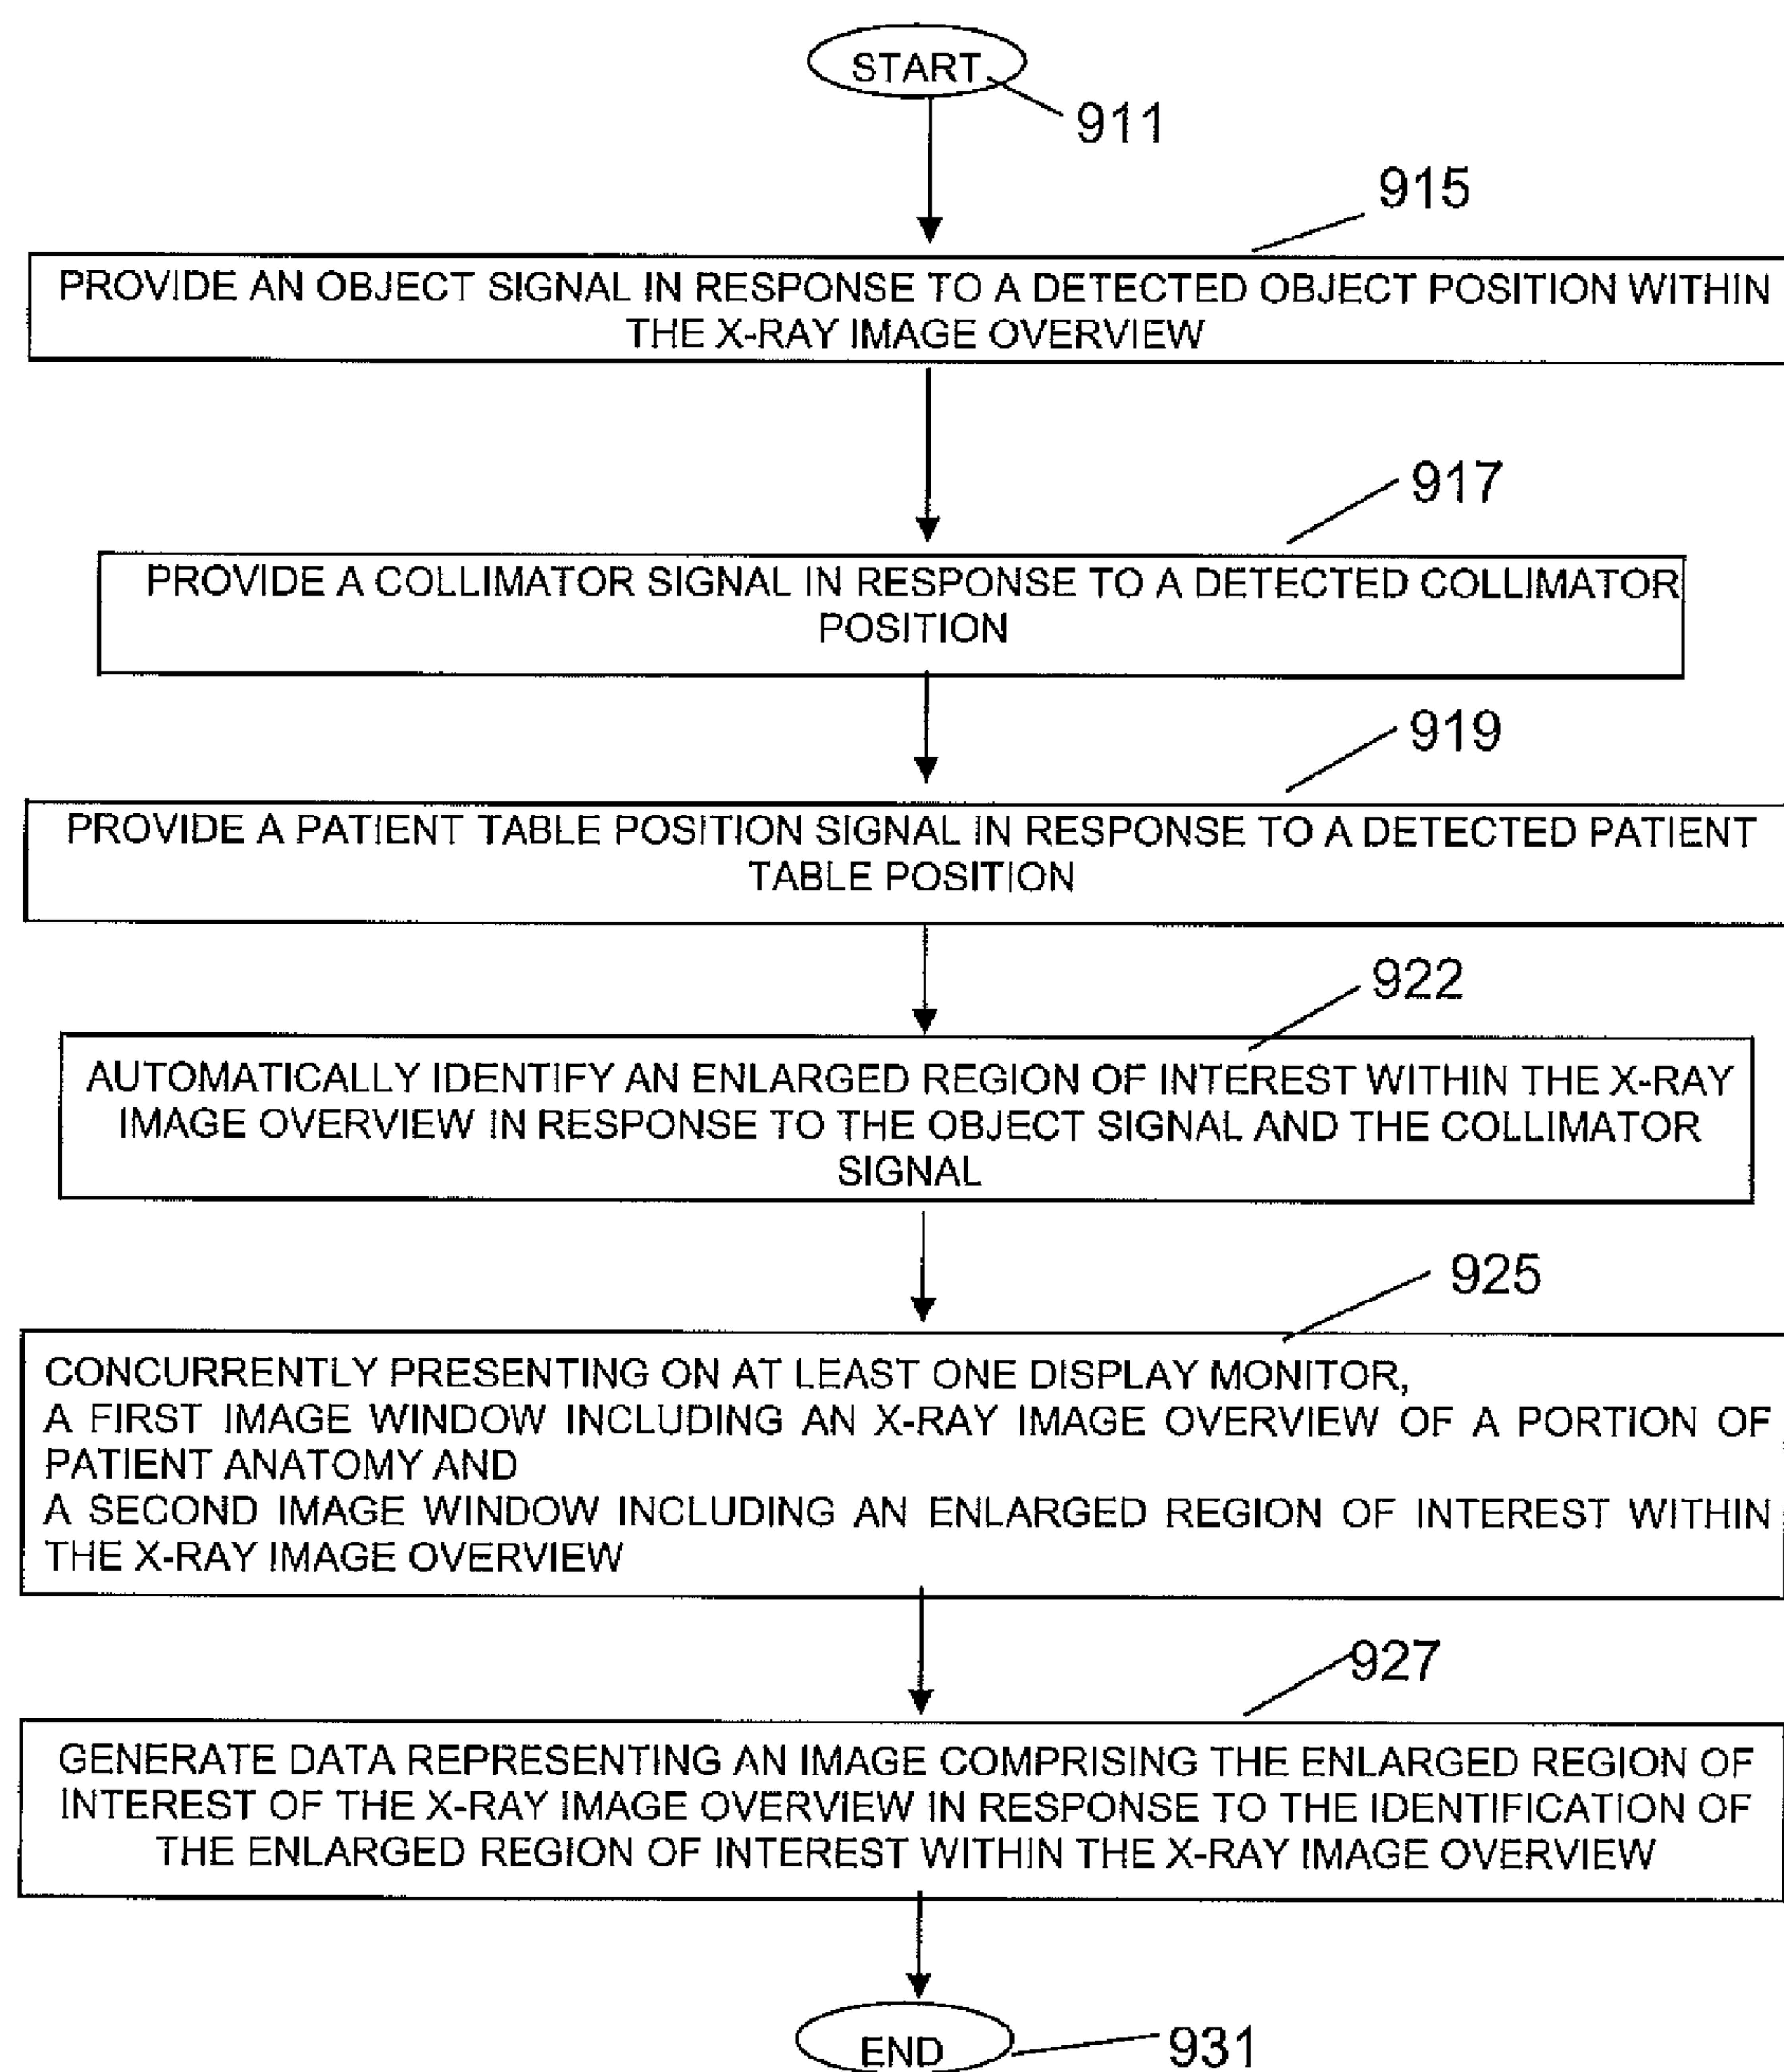 START
911
915
PROVIDE AN OBJECT SIGNAL IN RESPONSE TO A DETECTED OBJECT POSITION WITHIN
THE X-RAY IMAGE OVERVIEW
917
PROVIDE A COLLIMATOR SIGNAL IN RESPONSE TO A DETECTED COLLIMATOR
POSITION
919
PROVIDE A PATIENT TABLE POSITION SIGNAL IN RESPONSE TO A DETECTED PATIENT
TABLE POSITION
922
AUTOMATICALLY IDENTIFY AN ENLARGED REGION OF INTEREST WITHIN THE X-RAY
IMAGE OVERVIEW IN RESPONSE TO THE OBJECT SIGNAL AND THE COLLIMATOR
SIGNAL
925
CONCURRENTLY PRESENTING ON AT LEAST ONE DISPLAY MONITOR,
A FIRST IMAGE WINDOW INCLUDING AN X-RAY IMAGE OVERVIEW OF A PORTION OF
PATIENT ANATOMY AND
A SECOND IMAGE WINDOW INCLUDING AN ENLARGED REGION OF INTEREST WITHIN
THE X-RAY IMAGE OVERVIEW
927
GENERATE DATA REPRESENTING AN IMAGE COMPRISING THE ENLARGED REGION OF
INTEREST OF THE X-RAY IMAGE OVERVIEW IN RESPONSE TO THE IDENTIFICATION OF
THE ENLARGED REGION OF INTEREST WITHIN THE X-RAY IMAGE OVERVIEW
END
931